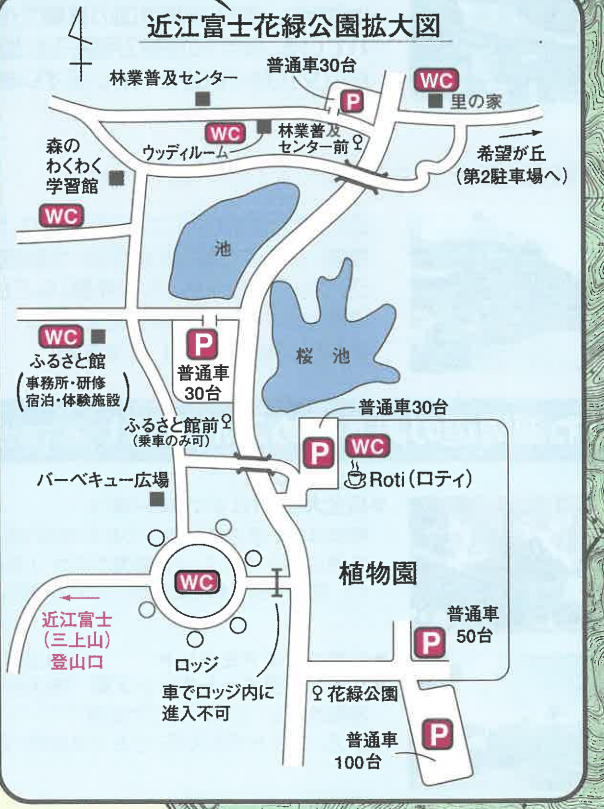 近江富士花緑公園拡大図
普通車30台
林業普及センター
P
WC
里の家
WC
林業普及
センター前
ウッディルーム
希望が丘
(第2駐車場へ)
森の
わくわく
学習館
WC
池
WC
ふるさと館
(事務所・研修
宿泊・体験施設)
P
普通車
30台
桜池
普通車30台
ふるさと館前
(乗車のみ可)
P
WC
Roti(ロティ)
バーベキュー広場
WC
植物園
近江富士
(三上山)
登山口
ロッジ
車でロッジ内に
進入不可
普通車
50台
P
花緑公園
普通車
100台
P